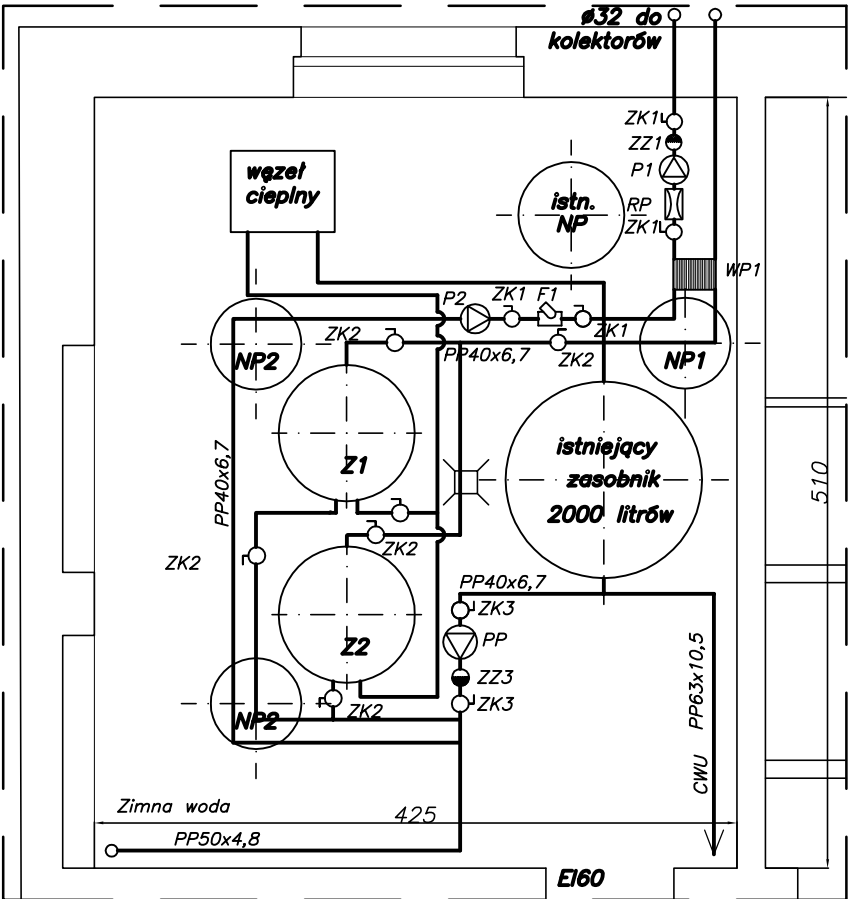 ø32 do
kolektorów
ZK1
ZZ1
P1
węzeł
cieplny
istn.
NP
RP
ZK1
WP1
P2
ZK1
F1
ZK1
ZK2
PP40x6,7
ZK2
NP2
NP1
Z1
istniejący
zasobnik
2000 litrów
PP40x6,7
510
ZK2
ZK2
PP40x6,7
ZK3
PP
Z2
ZZ3
ZK3
ZK2
NP2
CWU PP63x10,5
Zimna woda
425
PP50x4,8
EI60